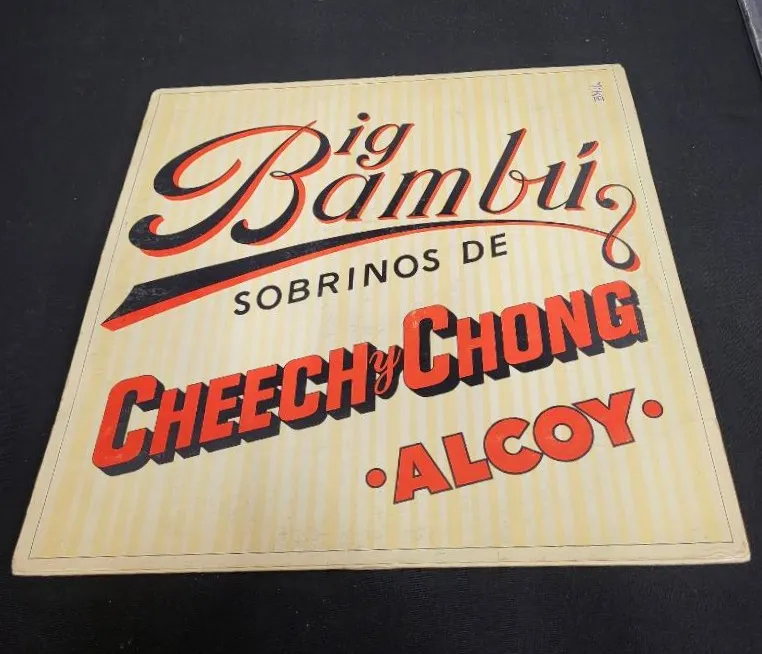 Big
Bambú
SOBRINOS DE
CHEECH y CHONG
• ALCOY •